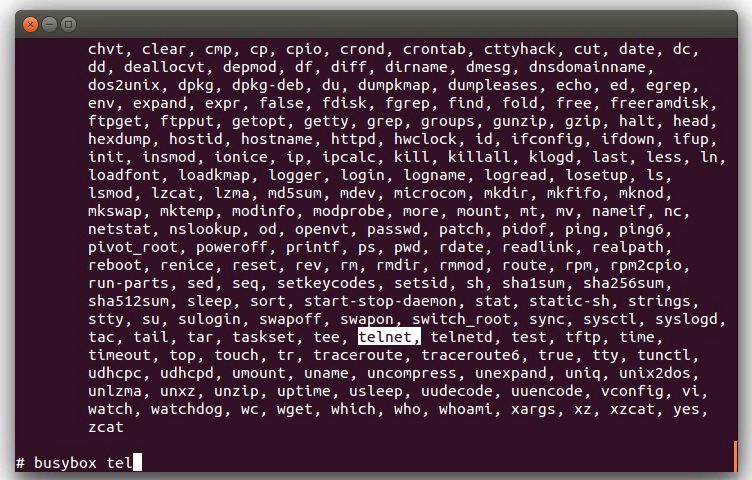 chvt, clear, cmp, cp, cpio, crond, crontab, cttyhack, cut, date, dc,
dd, deallocvt, depmod, df, diff, dirname, dmesg, dnsdomainname,
dos2unix, dpkg, dpkg-deb, du, dumpkmap, dumpleases, echo, ed, egrep,
env, expand, expr, false, fdisk, fgrep, find, fold, free, freeramdisk,
ftpget, ftpput, getopt, getty, grep, groups, gunzip, gzip, halt, head,
hexdump, hostid, hostname, httpd, hwclock, id, ifconfig, ifdown, ifup,
init, insmod, ionice, ip, ipcalc, kill, killall, klogd, last, less, ln,
loadfont, loadkmap, logger, login, logname, logread, losetup, ls,
lsmod, lzcat, lzma, md5sum, mdev, microcom, mkdir, mkfifo, mknod,
mkswap, mktemp, modinfo, modprobe, more, mount, mt, mv, nameif, nc,
netstat, nslookup, od, openvt, passwd, patch, pidof, ping, ping6,
pivot_root, poweroff, printf, ps, pwd, rdate, readlink, realpath,
reboot, renice, reset, rev, rm, rmdir, rmmod, route, rpm, rpm2cpio,
run-parts, sed, seq, setkeycodes, setsid, sh, sha1sum, sha256sum,
sha512sum, sleep, sort, start-stop-daemon, stat, static-sh, strings,
stty, su, sulogin, swapoff, swapon, switch_root, sync, sysctl, syslogd,
tac, tail, tar, taskset, tee, telnet, telnetd, test, tftp, time,
timeout, top, touch, tr, traceroute, traceroute6, true, tty, tunctl,
udhcpc, udhcpd, umount, uname, uncompress, unexpand, uniq, unix2dos,
unlzma, unxz, unzip, uptime, usleep, uudecode, uuencode, vconfig, vi,
watch, watchdog, wc, wget, which, who, whoami, xargs, xz, xzcat, yes,
zcat
# busybox tel